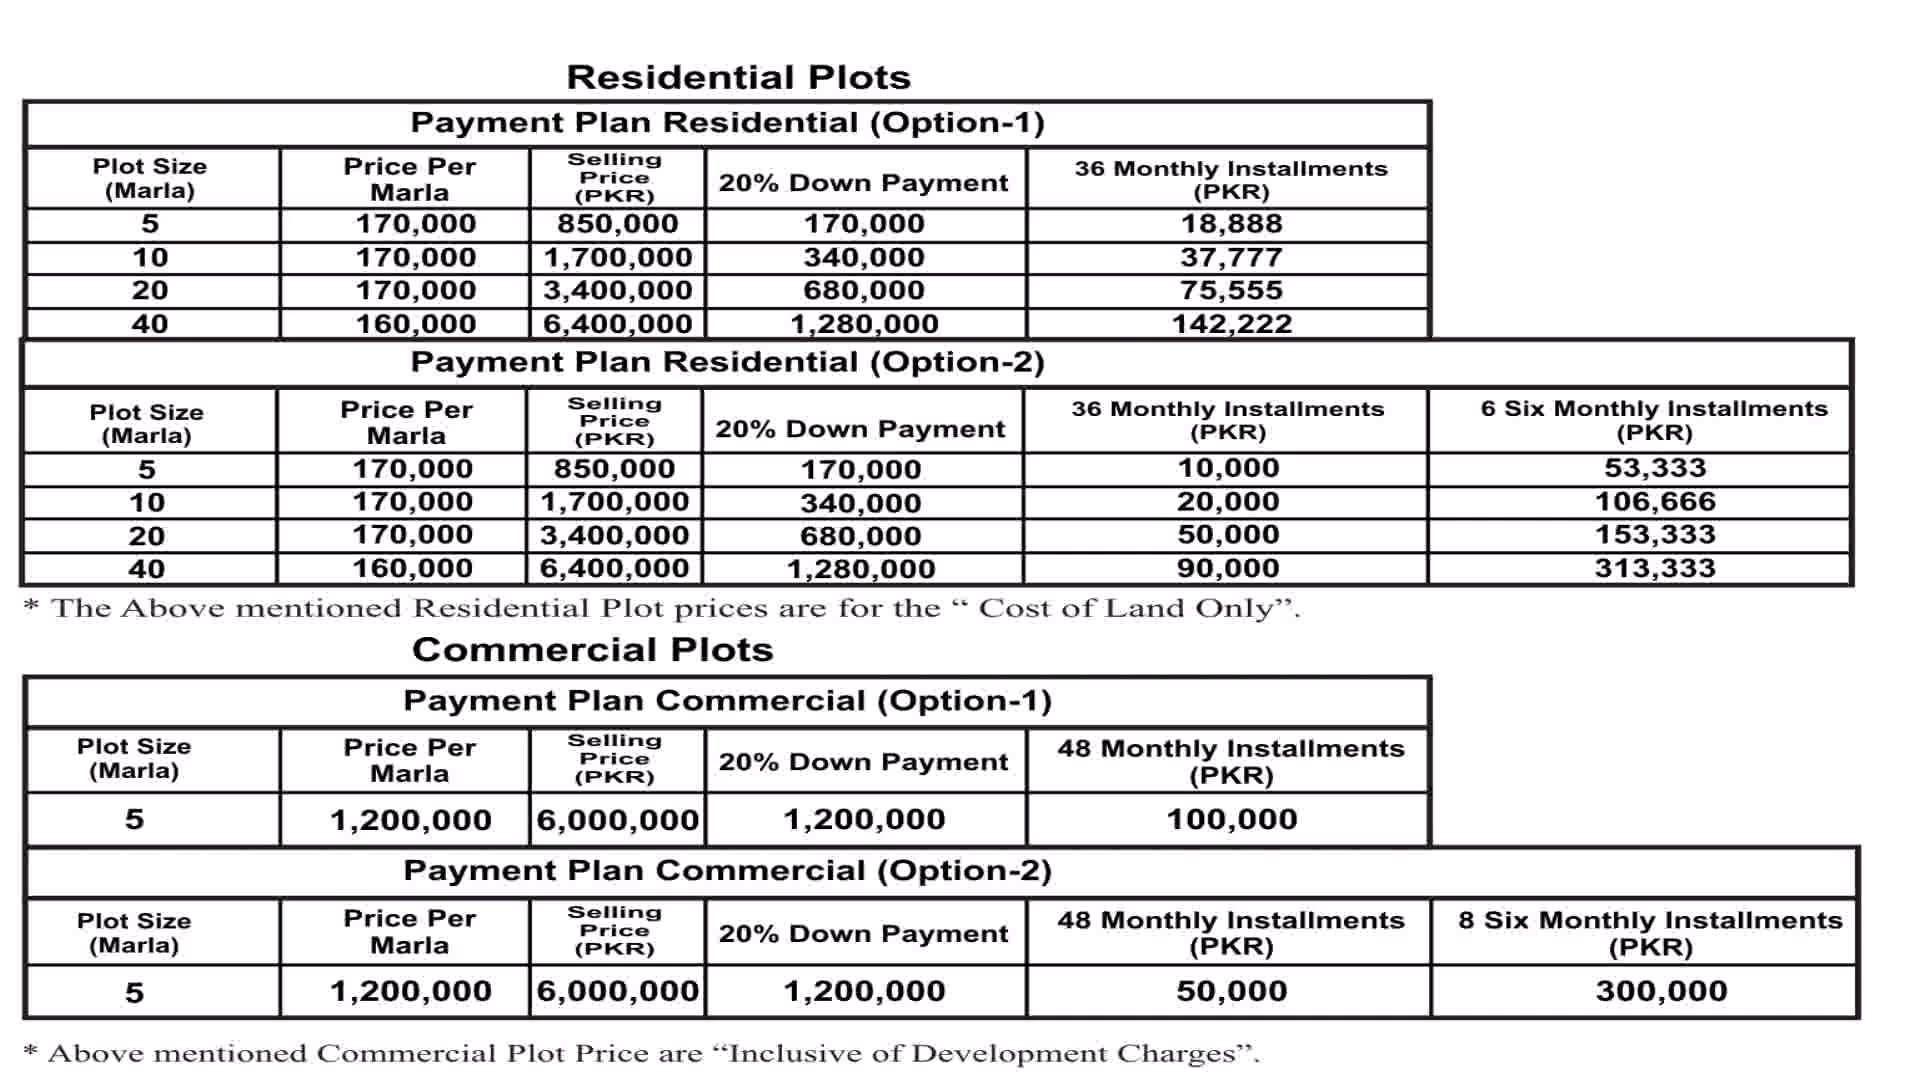 Residential Plots
Payment Plan Residential (Option-1)
Plot Size (Marla) Price Per Marla Selling Price (PKR) 20% Down Payment 36 Monthly Installments (PKR)
5 170,000 850,000 170,000 18,888
10 170,000 1,700,000 340,000 37,777
20 170,000 3,400,000 680,000 75,555
40 160,000 6,400,000 1,280,000 142,222
Payment Plan Residential (Option-2)
Plot Size (Marla) Price Per Marla Selling Price (PKR) 20% Down Payment 36 Monthly Installments (PKR) 6 Six Monthly Installments (PKR)
5 170,000 850,000 170,000 10,000 53,333
10 170,000 1,700,000 340,000 20,000 106,666
20 170,000 3,400,000 680,000 50,000 153,333
40 160,000 6,400,000 1,280,000 90,000 313,333
* The Above mentioned Residential Plot prices are for the “ Cost of Land Only”.
Commercial Plots
Payment Plan Commercial (Option-1)
Plot Size (Marla) Price Per Marla Selling Price (PKR) 20% Down Payment 48 Monthly Installments (PKR)
5 1,200,000 6,000,000 1,200,000 100,000
Payment Plan Commercial (Option-2)
Plot Size (Marla) Price Per Marla Selling Price (PKR) 20% Down Payment 48 Monthly Installments (PKR) 8 Six Monthly Installments (PKR)
5 1,200,000 6,000,000 1,200,000 50,000 300,000
* Above mentioned Commercial Plot Price are “Inclusive of Development Charges”.